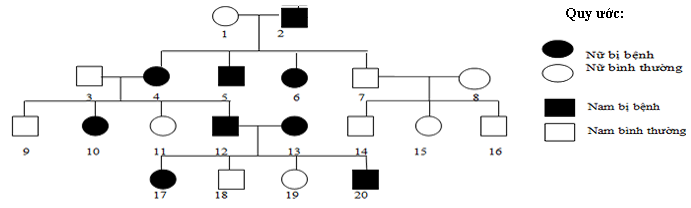 Quy ước:
1 2
Nữ bị bệnh
Nữ bình thường
3 4 5 6 7 8
Nam bị bệnh
Nam bình thường
9 10 11 12 13 14 15 16
17 18 19 20